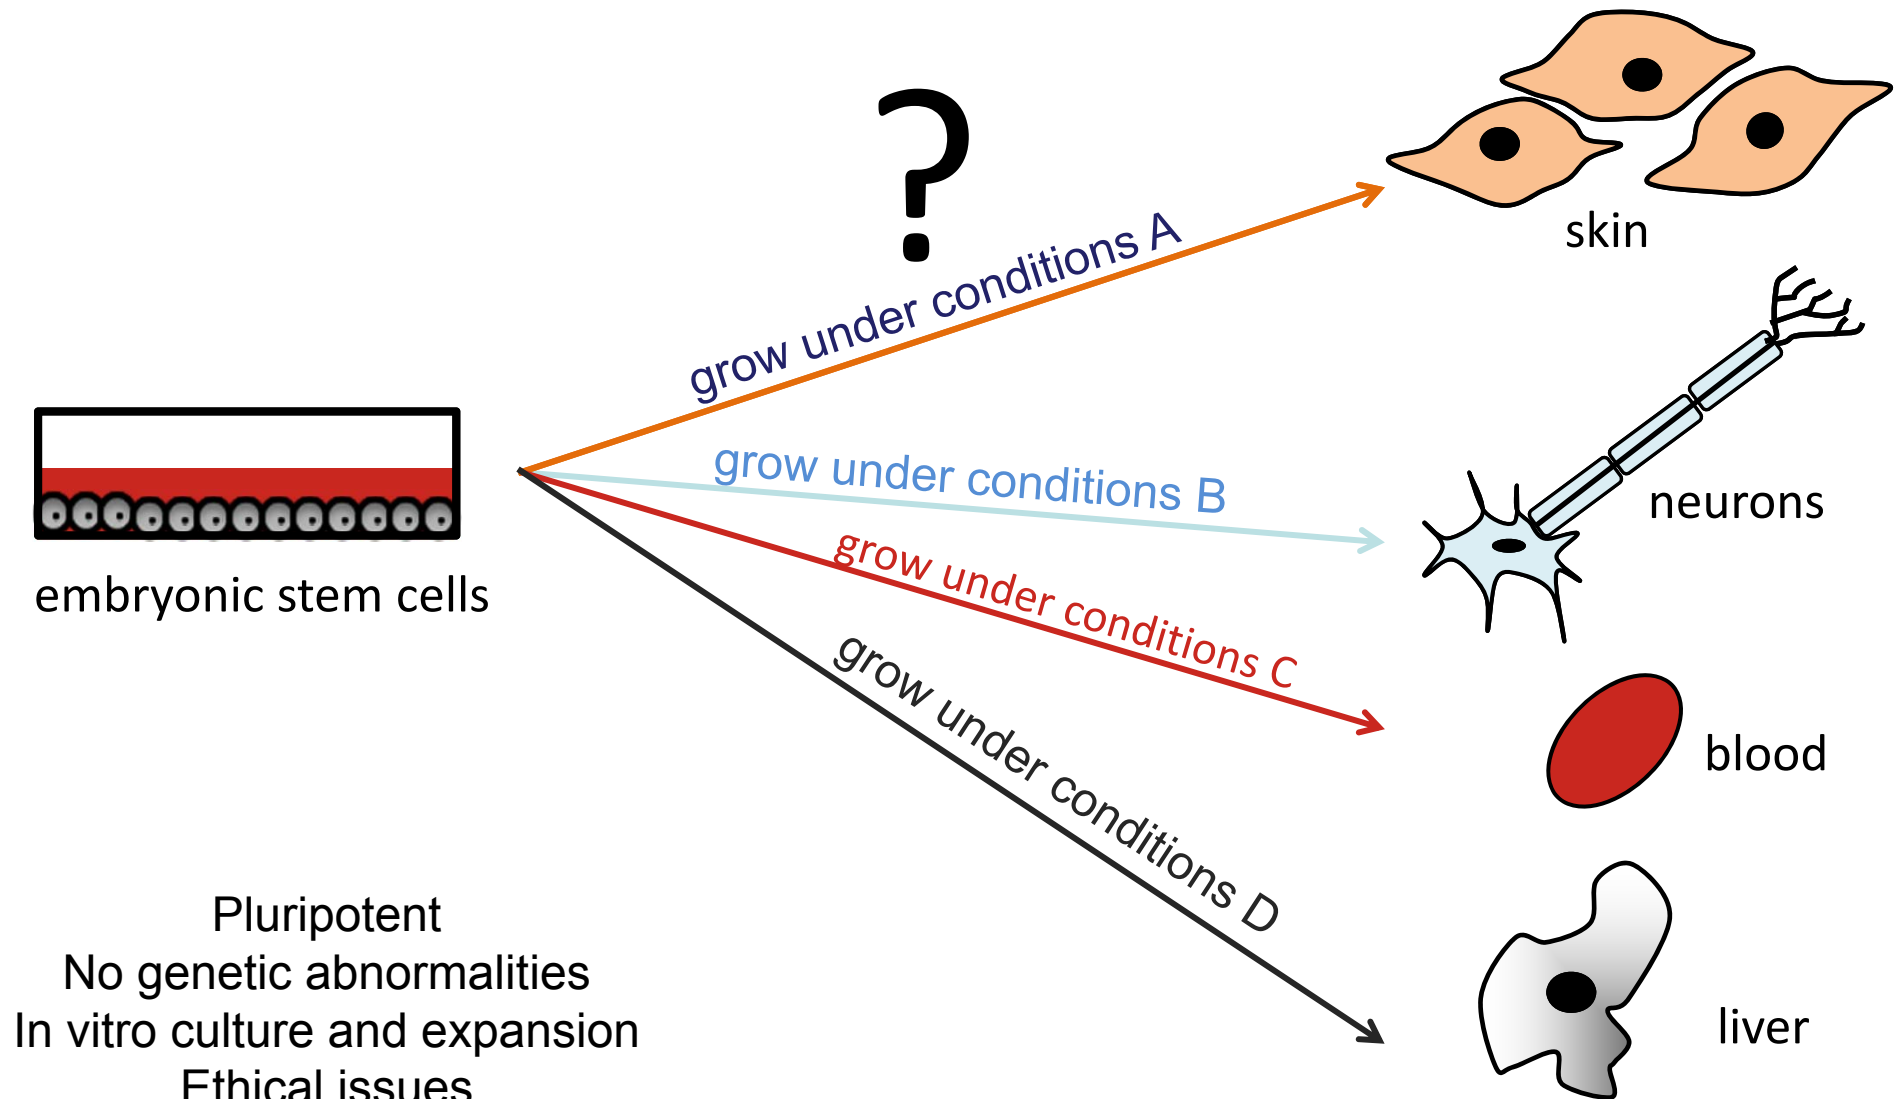 ?
grow under conditions A
skin
grow under conditions B
neurons
embryonic stem cells
grow under conditions C
blood
grow under conditions D
liver
Pluripotent
No genetic abnormalities
In vitro culture and expansion
Ethical issues